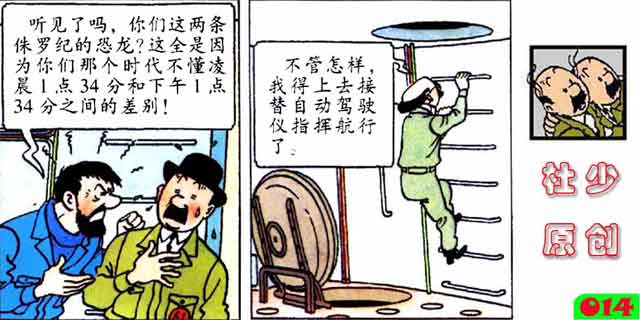 听见了吗，你们这两条
侏罗纪的恐龙？这全是因
为你们那个时代不懂凌
晨1点34分和下午1点
34分之间的差别！
不管怎样，
我得上去接
替自动驾驶
仪指挥航行
了。
杜少
原创
014